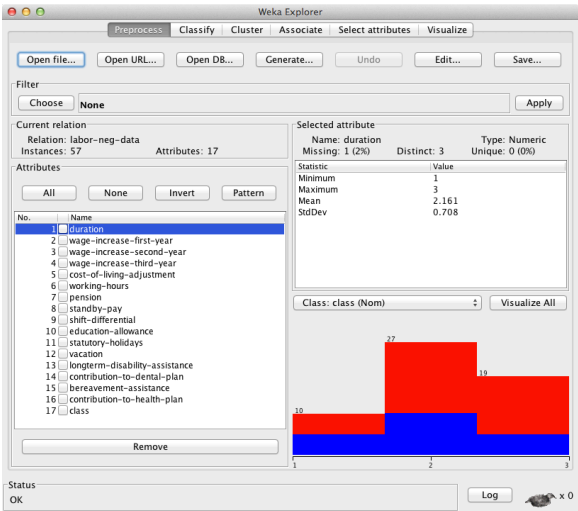 Weka Explorer
Preprocess Classify Cluster Associate Select attributes Visualize
Open file... Open URL... Open DB... Generate... Undo Edit... Save...
Filter
Choose None Apply
Current relation
Relation: labor-neg-data
Instances: 57 Attributes: 17
Attributes
All None Invert Pattern
No. Name
1 duration
2 wage-increase-first-year
3 wage-increase-second-year
4 wage-increase-third-year
5 cost-of-living-adjustment
6 working-hours
7 pension
8 standby-pay
9 shift-differential
10 education-allowance
11 statutory-holidays
12 vacation
13 longterm-disability-assistance
14 contribution-to-dental-plan
15 bereavement-assistance
16 contribution-to-health-plan
17 class
Remove
Selected attribute
Name: duration Type: Numeric
Missing: 1 (2%) Distinct: 3 Unique: 0 (0%)
Statistic Value
Minimum 1
Maximum 3
Mean 2.161
StdDev 0.708
Class: class (Nom) Visualize All
27
19
10
1 2 3
Status
OK Log x 0